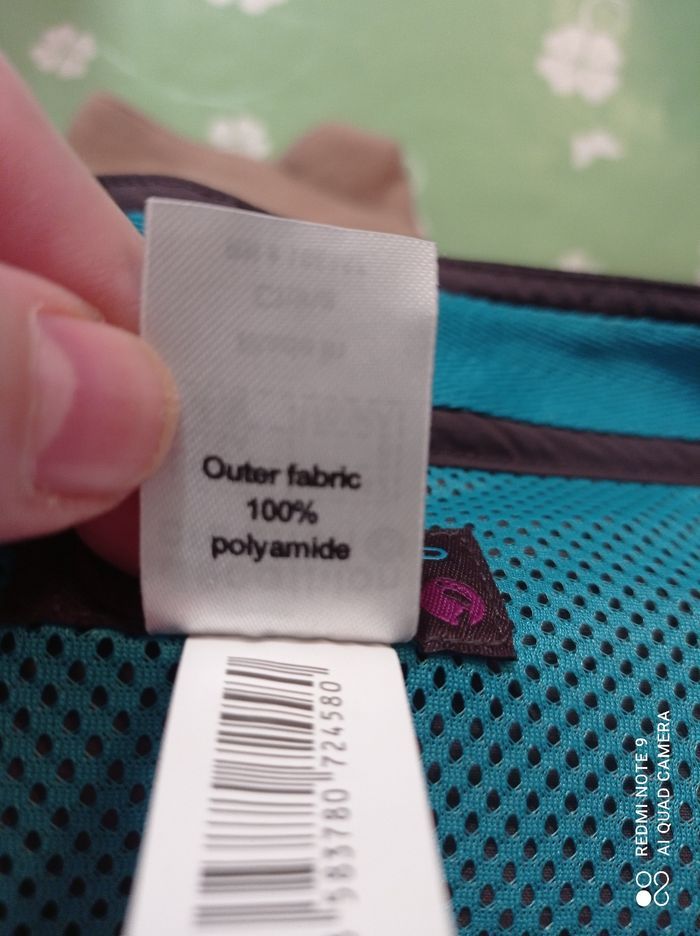 Outer fabric
100%
polyamide
583780 724580
REDMI NOTE 9
AI QUAD CAMERA